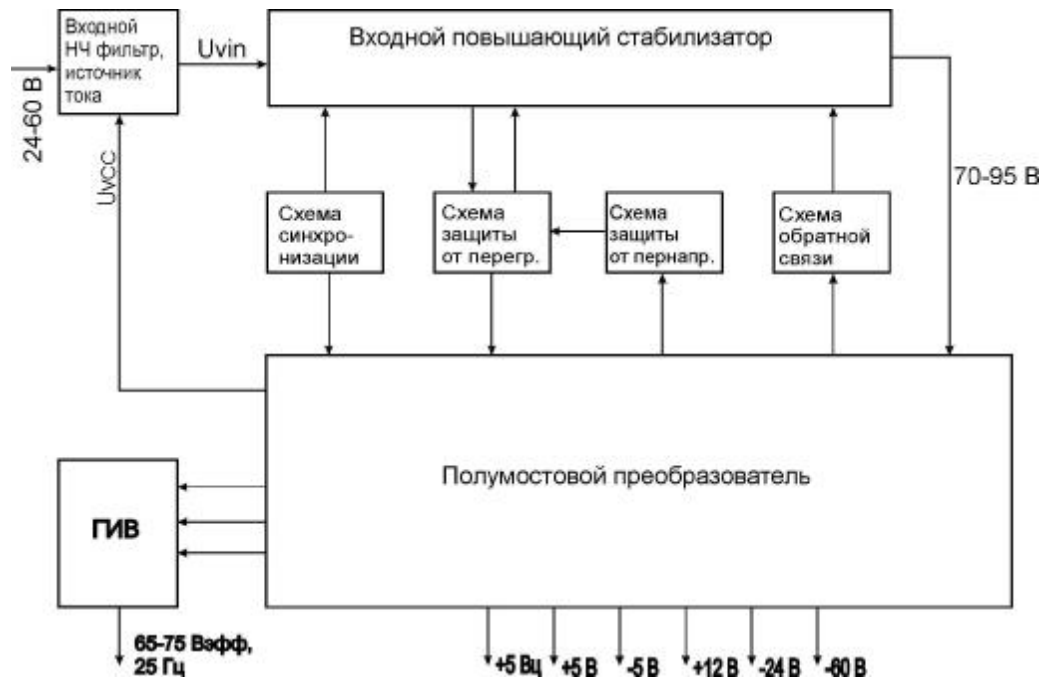 Входной
НЧ фильтр,
источник
тока
Uvin
Входной повышающий стабилизатор
24-60 В
UVCC
70-95 В
Схема
синхро-
низации
Схема
защиты
от перегр.
Схема
защиты
от пернапр.
Схема
обратной
связи
Полумостовой преобразователь
ГИВ
65-75 Вэфф,
25 Гц
+5 Вц
+5 В
-5 В
+12 В
-24 В
-60 В